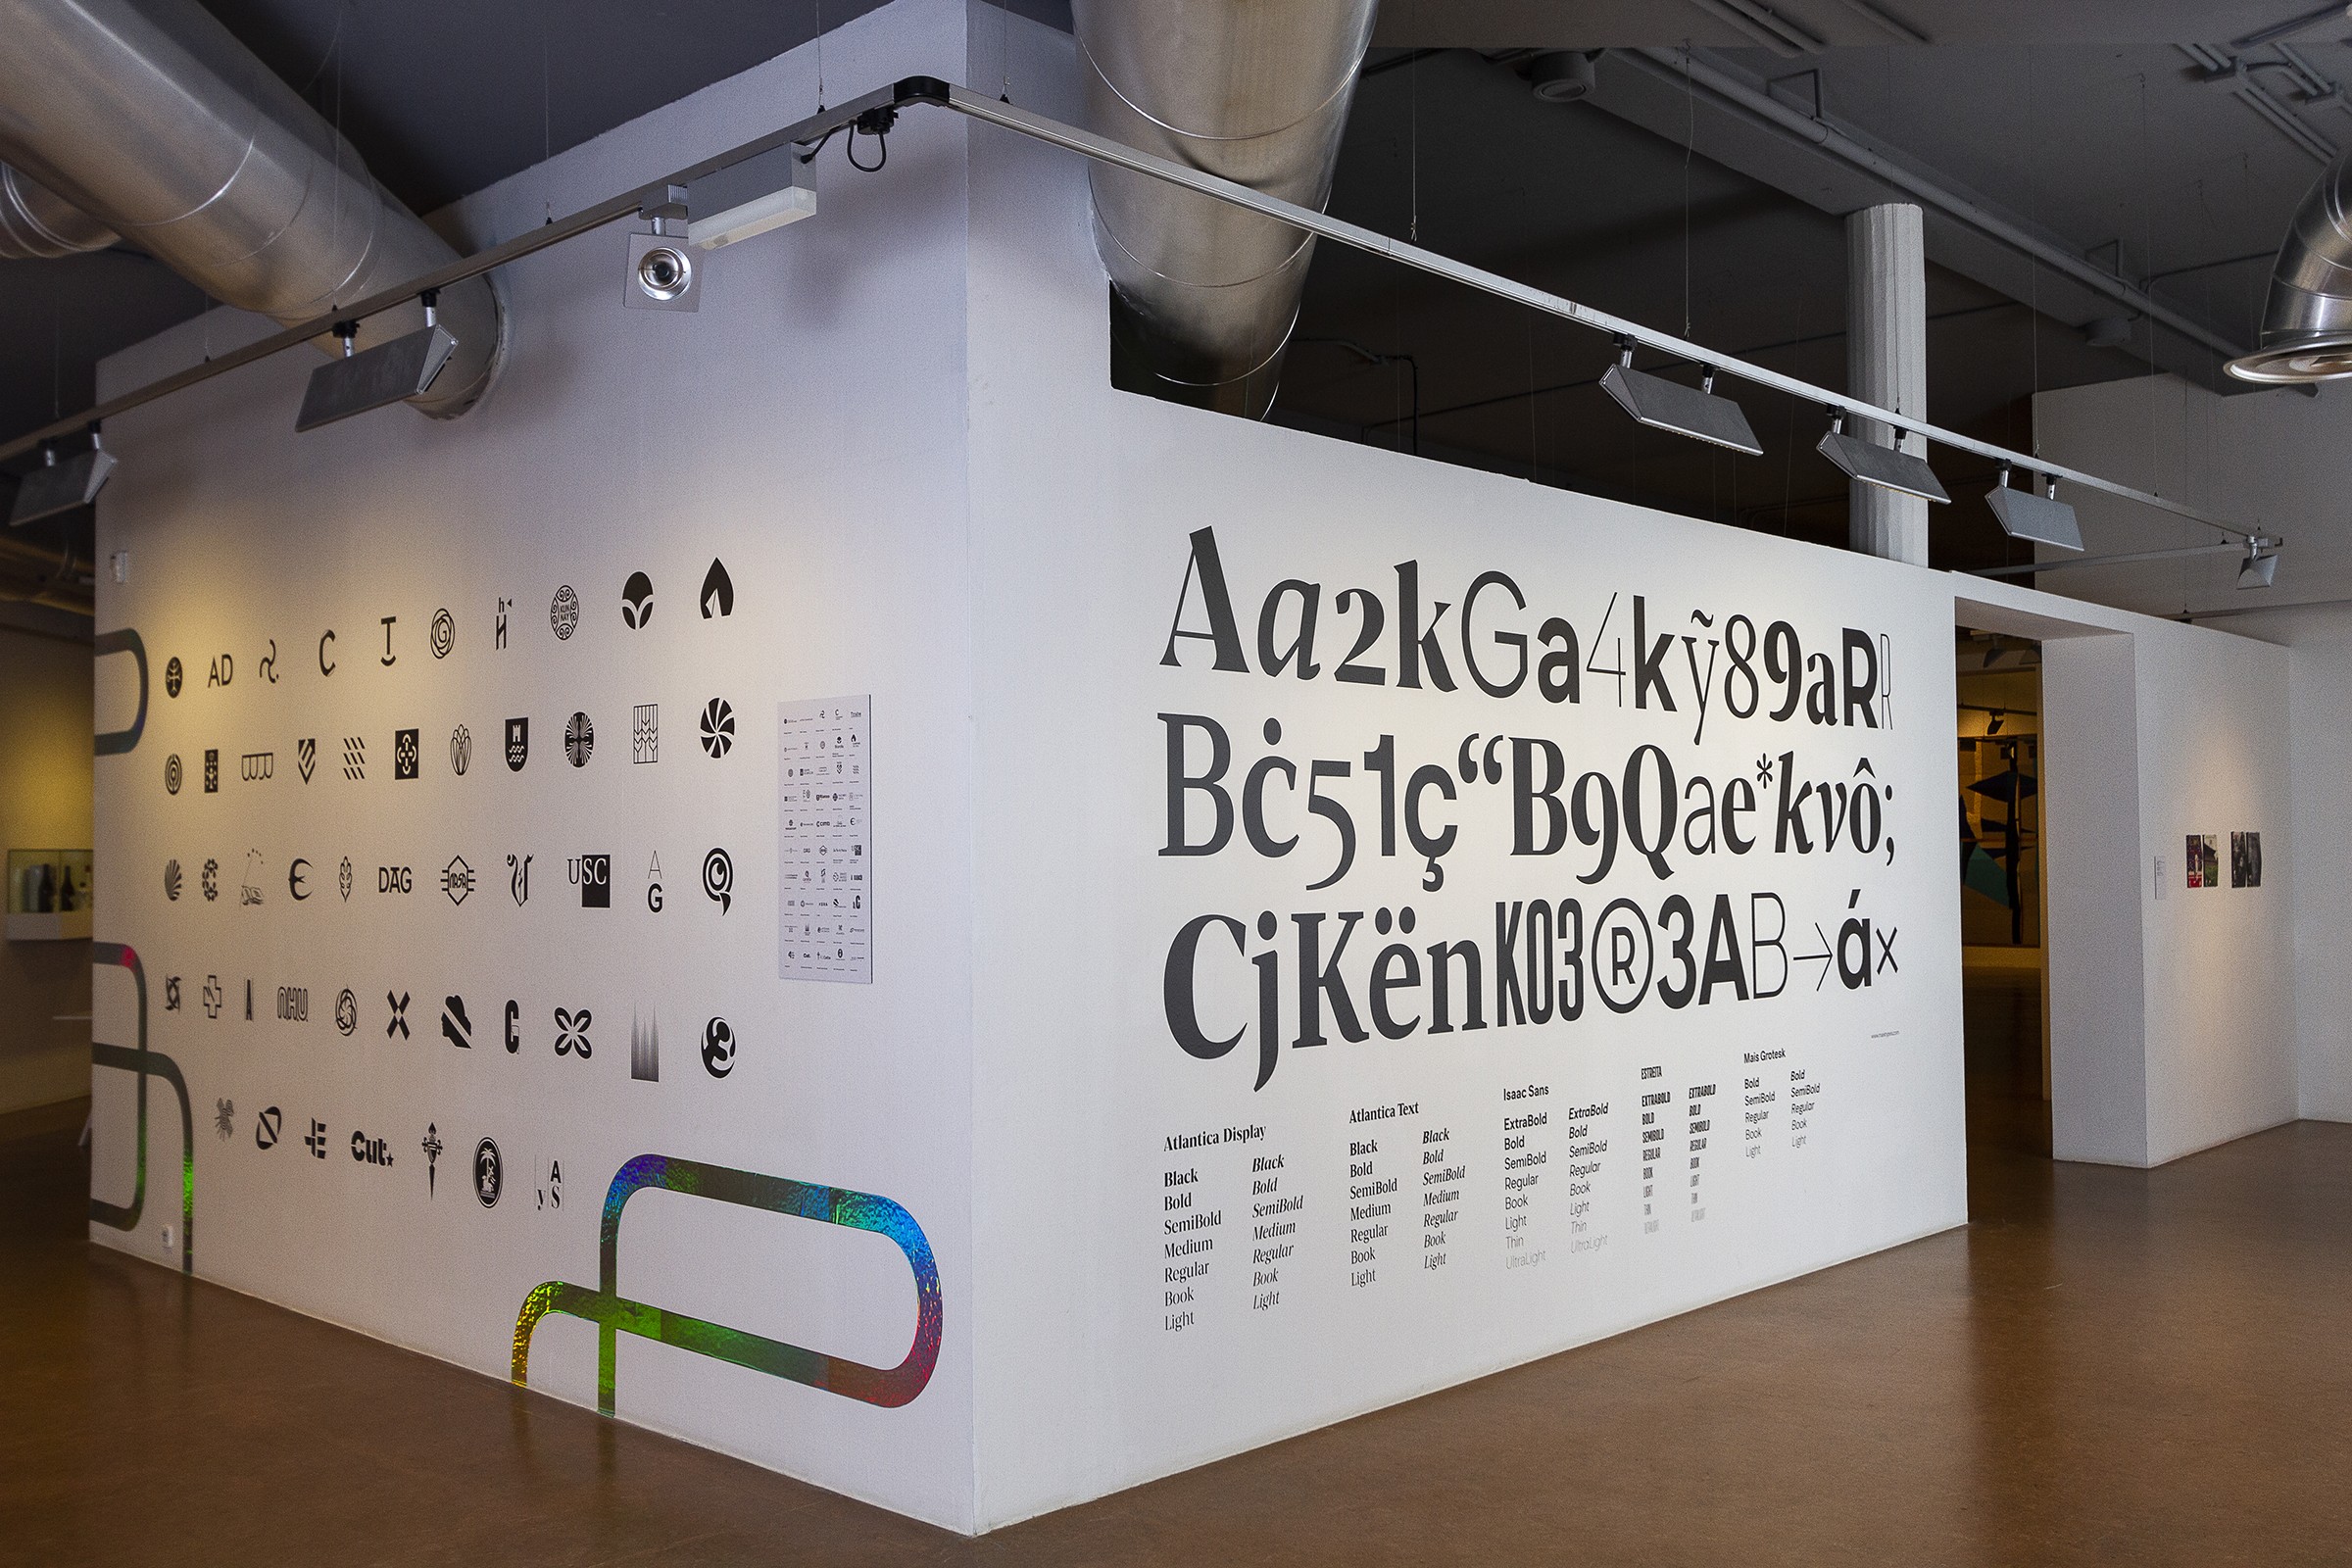 AD C T G h H KUN NAY
DAG USC A G
NHU G
Cut. y A S
Aa2kGa4kỹ89aRR
Bċ51ç“B9Qae*kvô;
CjKënK03®3AB→á×
Atlantica Display
Black Black
Bold Bold
SemiBold SemiBold
Medium Medium
Regular Regular
Book Book
Light Light
Atlantica Text
Black Black
Bold Bold
SemiBold SemiBold
Medium Medium
Regular Regular
Book Book
Light Light
Isaac Sans
ExtraBold ExtraBold
Bold Bold
SemiBold SemiBold
Regular Regular
Book Book
Light Light
Thin Thin
UltraLight UltraLight
ESTREITA
EXTRABOLD EXTRABOLD
BOLD BOLD
SEMIBOLD SEMIBOLD
REGULAR REGULAR
BOOK BOOK
LIGHT LIGHT
THIN THIN
ULTRALIGHT ULTRALIGHT
Mais Grotesk
Bold Bold
SemiBold SemiBold
Regular Regular
Book Book
Light Light